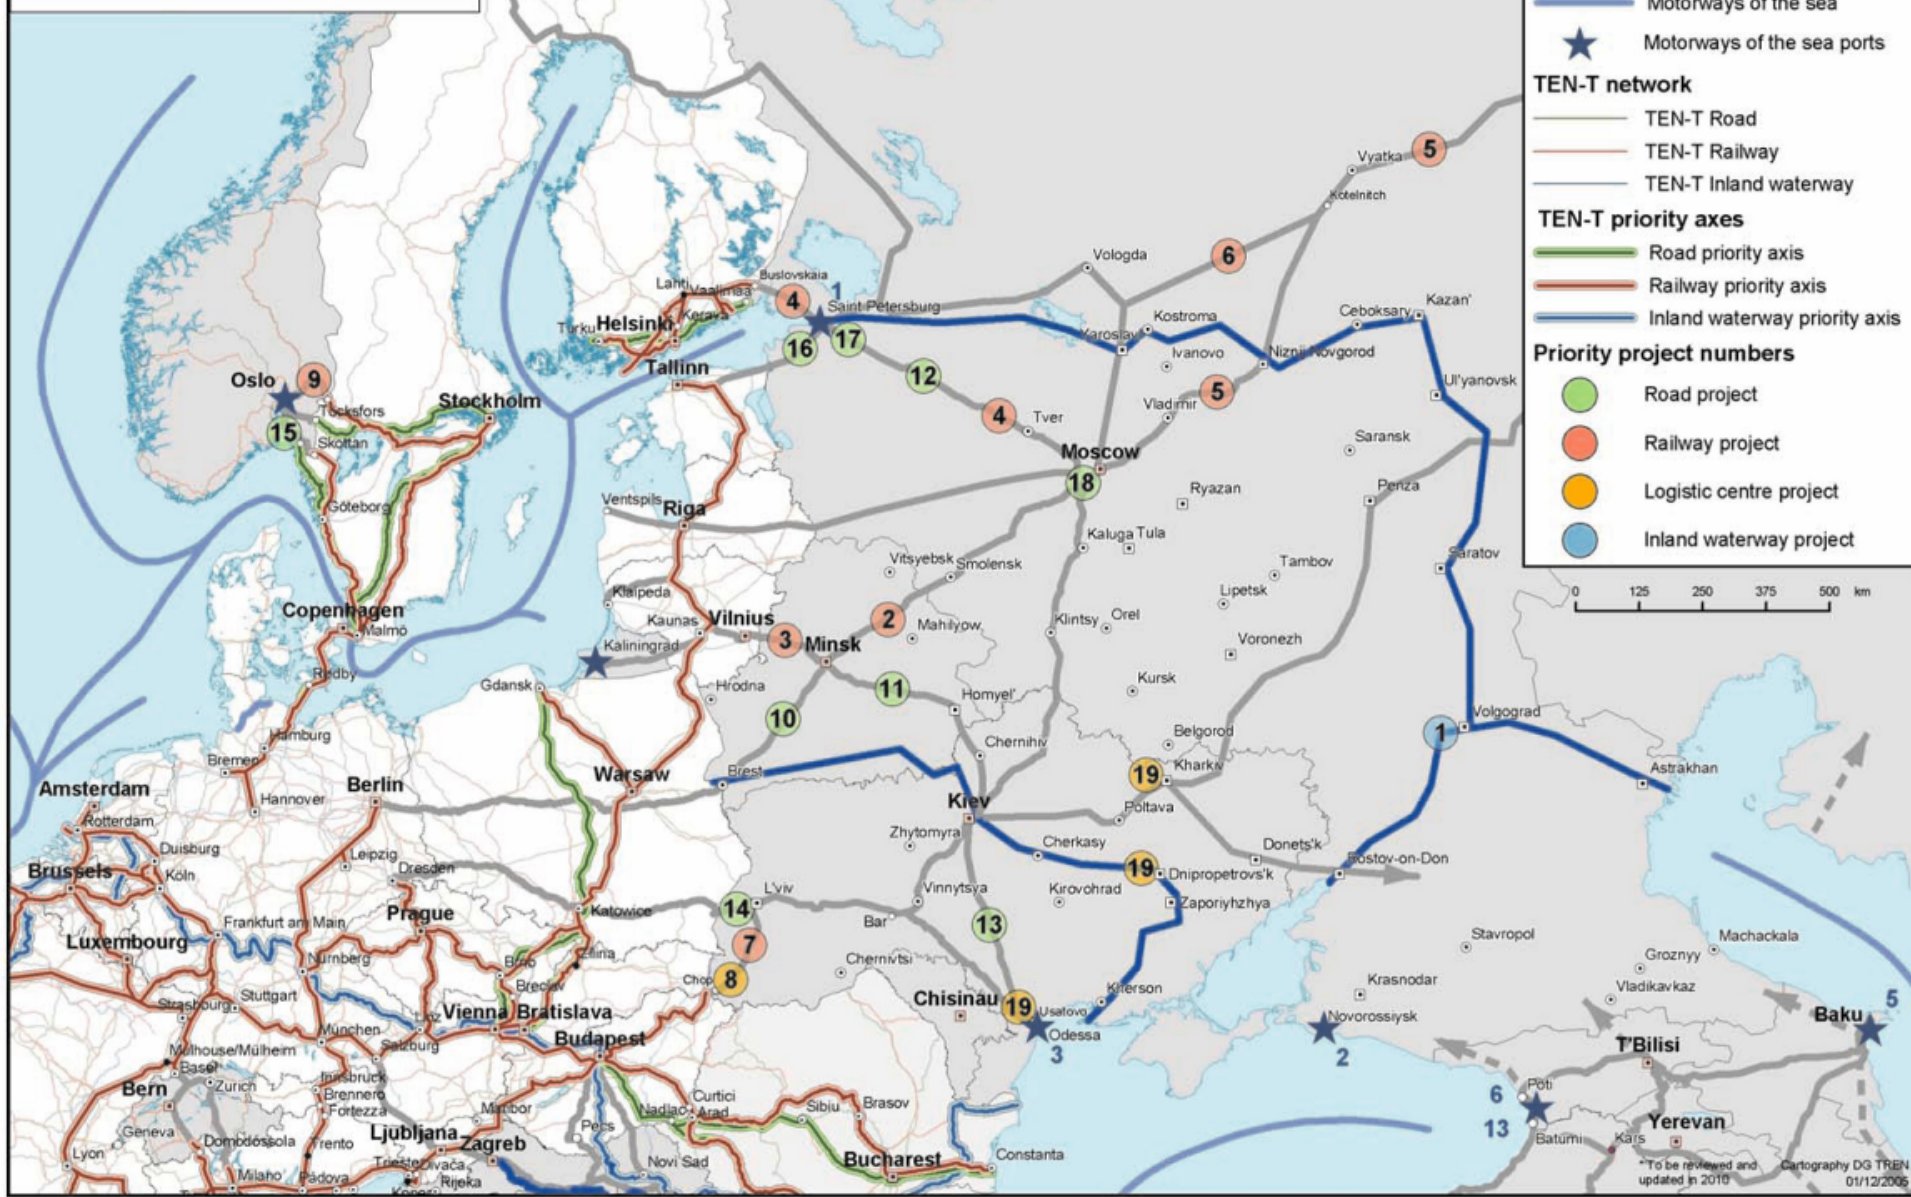 Motorways of the sea
Motorways of the sea ports
TEN-T network
TEN-T Road
TEN-T Railway
TEN-T Inland waterway
TEN-T priority axes
Road priority axis
Railway priority axis
Inland waterway priority axis
Priority project numbers
Road project
Railway project
Logistic centre project
Inland waterway project
0 125 250 375 500 km
5
Vyatka
Kotelnitch
6
Vologda
Buslovskaia
Lahti
Vaalimaa
4
1
Saint Petersburg
Kerava
Turku
Helsinki
16
17
Tallinn
Yaroslavl
Kostroma
Ceboksary
Kazan'
Ivanovo
Niznij Novgorod
Ul'yanovsk
12
5
Vladimir
4
Tver
Moscow
18
Saransk
Penza
Ryazan
Oslo
9
Töcksfors
15
Skottan
Stockholm
Göteborg
Ventspils
Riga
Kaluga
Tula
Vitsyebsk
Smolensk
Tambov
Saratov
Lipetsk
Klaipeda
Copenhagen
Malmö
Kaunas
Vilnius
3
2
Mahilyow
Minsk
Klintsy
Orel
Voronezh
Kaliningrad
Rødby
Gdansk
Hrodna
11
10
Homyel'
Kursk
Volgograd
1
Chernihiv
Belgorod
Kharkiv
19
Astrakhan
Hamburg
Bremen
Amsterdam
Berlin
Warsaw
Brest
Hannover
Rotterdam
Kiev
Poltava
Zhytomyra
Cherkasy
Donets'k
Rostov-on-Don
Duisburg
Leipzig
Dresden
Brussels
Köln
19
Dnipropetrovs'k
Kirovohrad
Zaporiyhzhya
L'viv
Vinnytsya
14
Bar
13
Katowice
Prague
Frankfurt am Main
Luxembourg
Nürnberg
7
Chop
8
Chernivtsi
Zilina
Brno
Breclav
Stavropol
Machackala
Groznyy
Krasnodar
Vladikavkaz
Strasbourg
Stuttgart
Linz
Vienna
Bratislava
Chisinau
19
Usatovo
Odessa
3
Kherson
Novorossiysk
2
Baku
5
München
Salzburg
Budapest
Mulhouse/Mülheim
Basel
Bern
Zurich
Innsbruck
Brennero
Fortezza
T'Bilisi
Poti
6
13
Batumi
Kars
Yerevan
Curtici
Nadlac
Arad
Sibiu
Brasov
Maribor
Ljubljana
Zagreb
Pecs
Geneva
Domodóssola
Trento
Lyon
Milano
Pádova
Trieste
Divača
Koper
Rijeka
Novi Sad
Bucharest
Constanta
* To be reviewed and
updated in 2010
Cartography DG TREN
01/12/2005